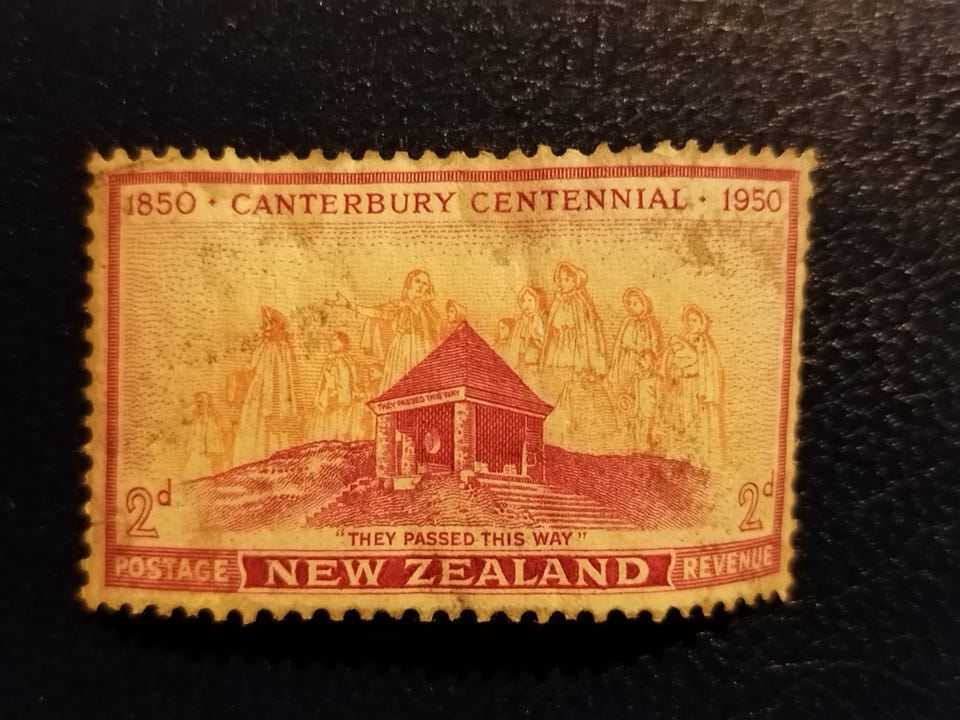 1850 · CANTERBURY CENTENNIAL · 1950
THEY PASSED THIS WAY
2d 2d
"THEY PASSED THIS WAY"
POSTAGE NEW ZEALAND REVENUE